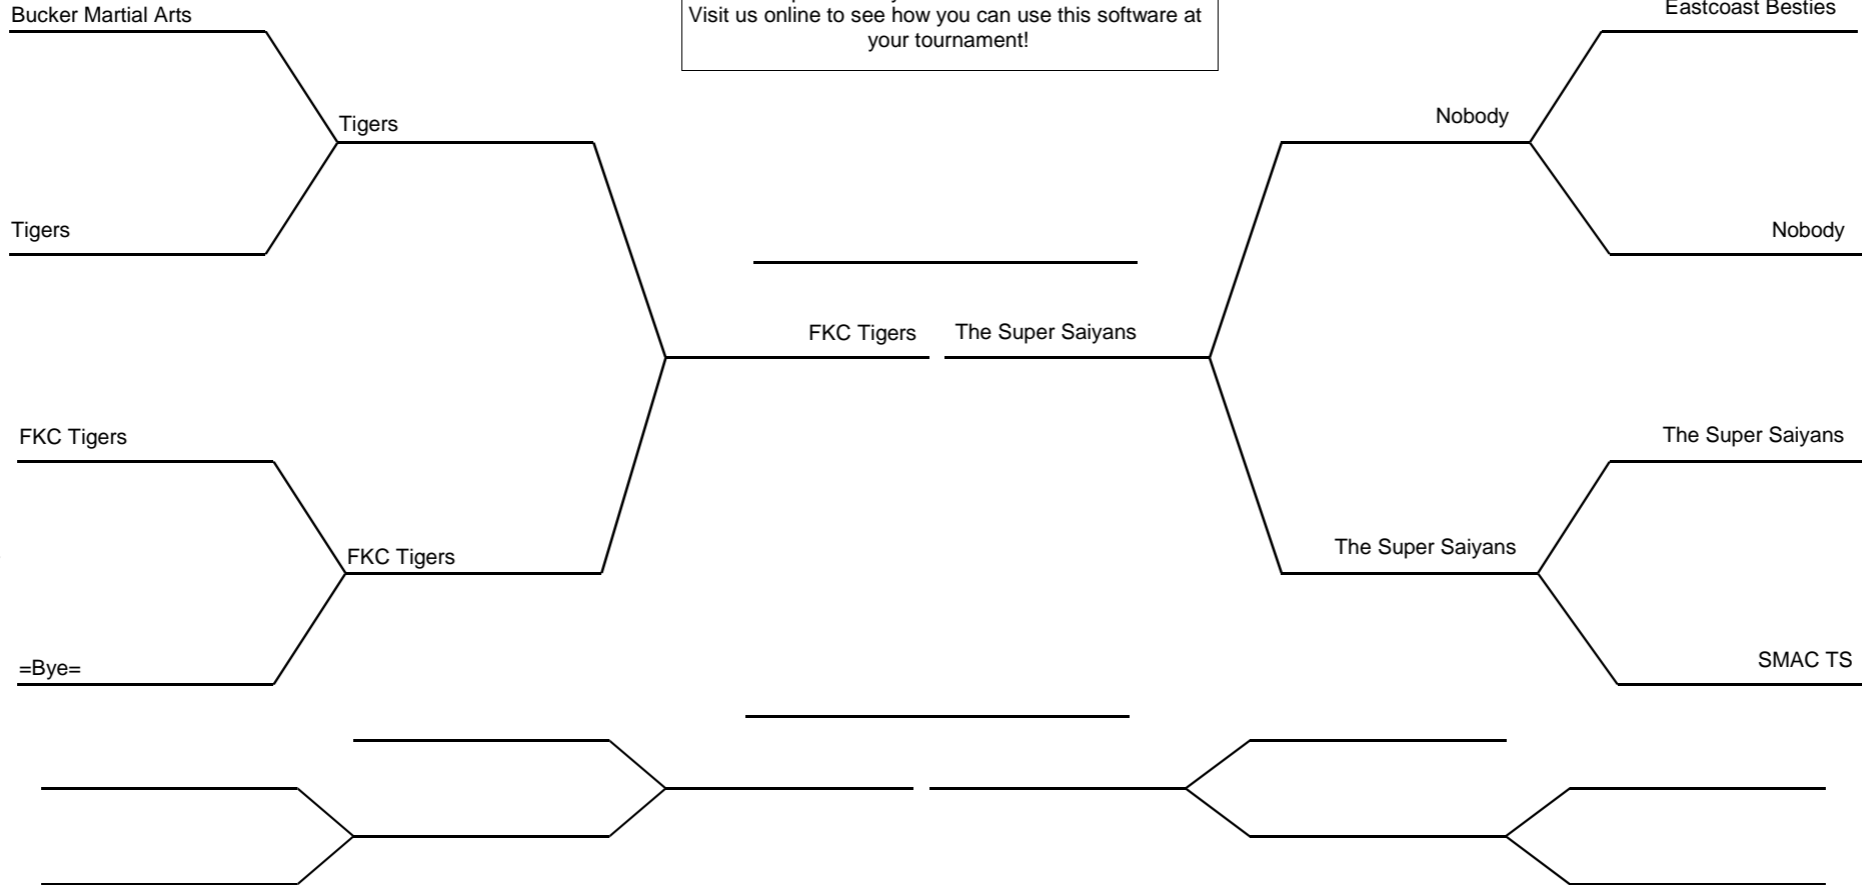 Bucker Martial Arts
Visit us online to see how you can use this software at
your tournament!
Eastcoast Besties
Tigers
Nobody
Tigers
Nobody
FKC Tigers
The Super Saiyans
FKC Tigers
The Super Saiyans
FKC Tigers
The Super Saiyans
=Bye=
SMAC TS